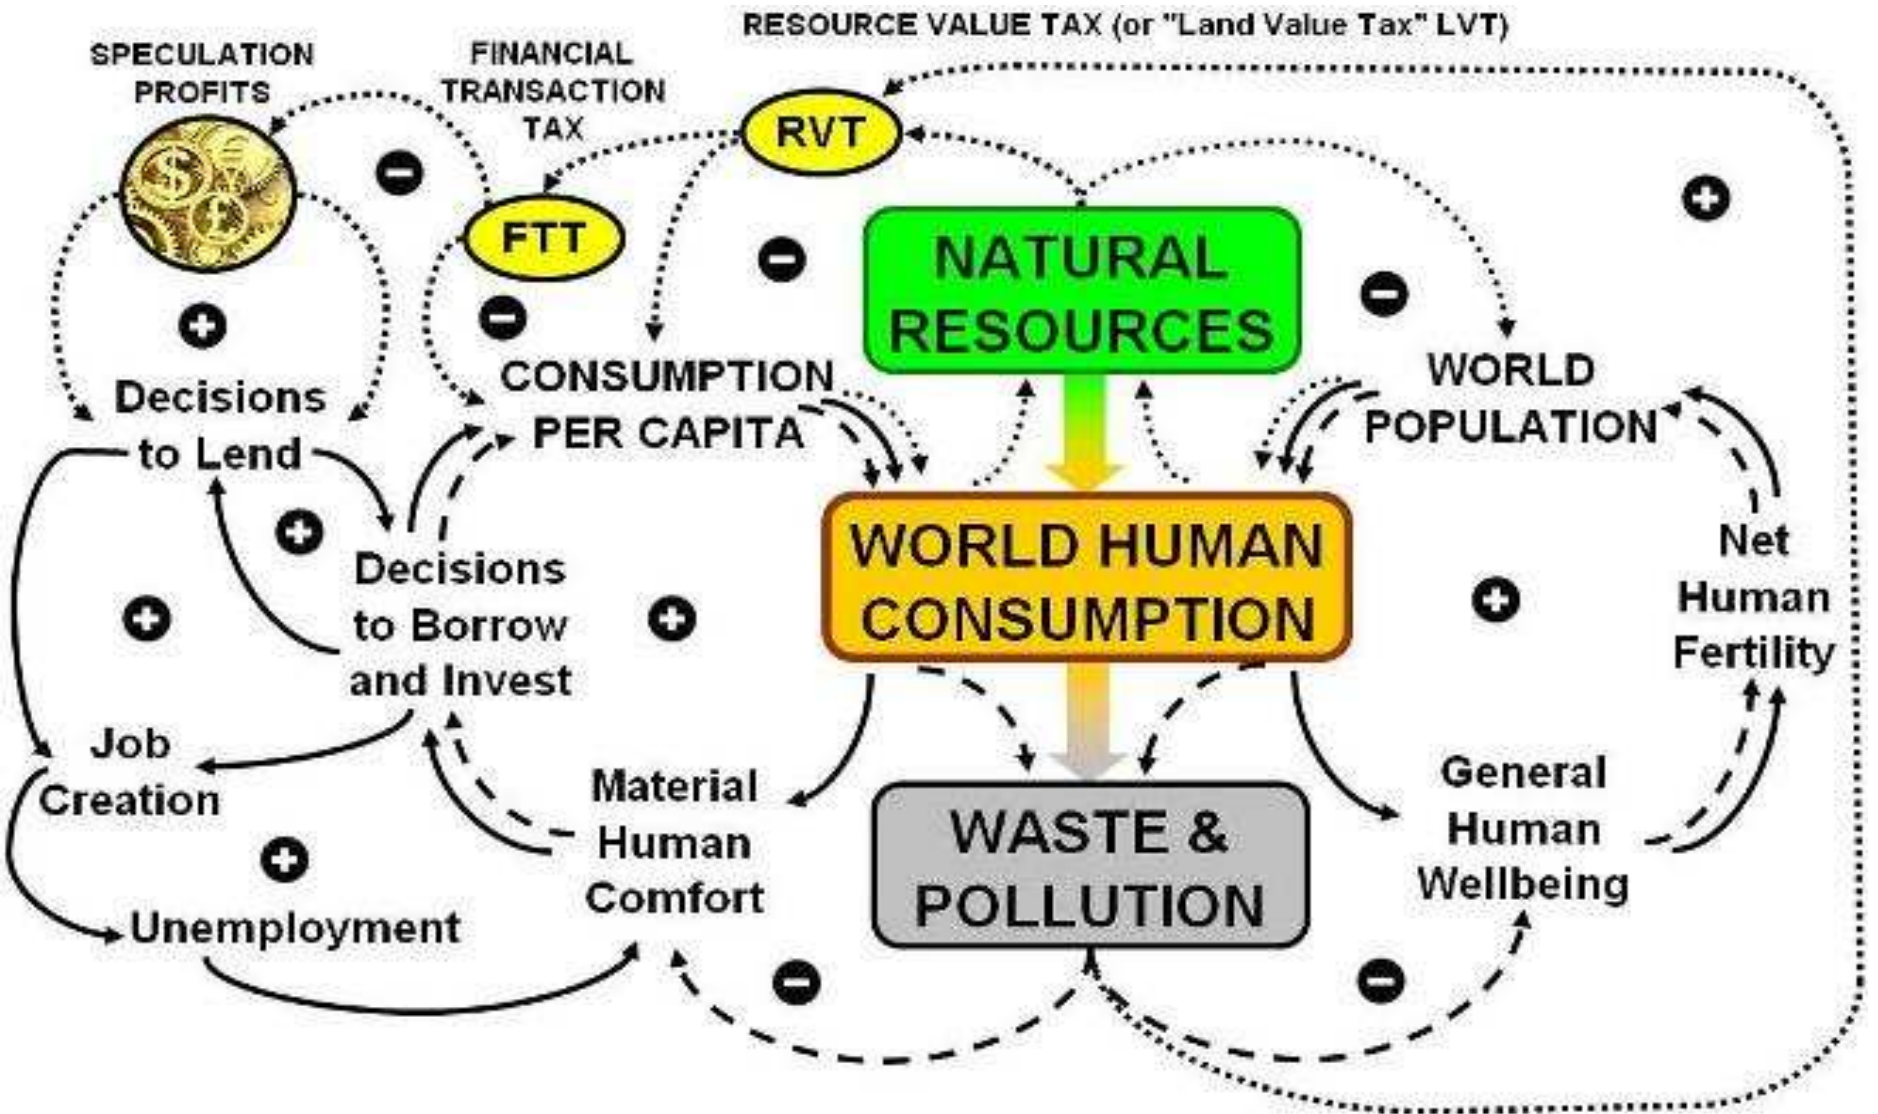 RESOURCE VALUE TAX (or "Land Value Tax" LVT)
SPECULATION
PROFITS
FINANCIAL
TRANSACTION
TAX
RVT
$
£
FTT
NATURAL
RESOURCES
CONSUMPTION
PER CAPITA
WORLD
POPULATION
Decisions
to Lend
WORLD HUMAN
CONSUMPTION
Decisions
to Borrow
and Invest
Net
Human
Fertility
Job
Creation
Material
Human
Comfort
WASTE &
POLLUTION
General
Human
Wellbeing
Unemployment